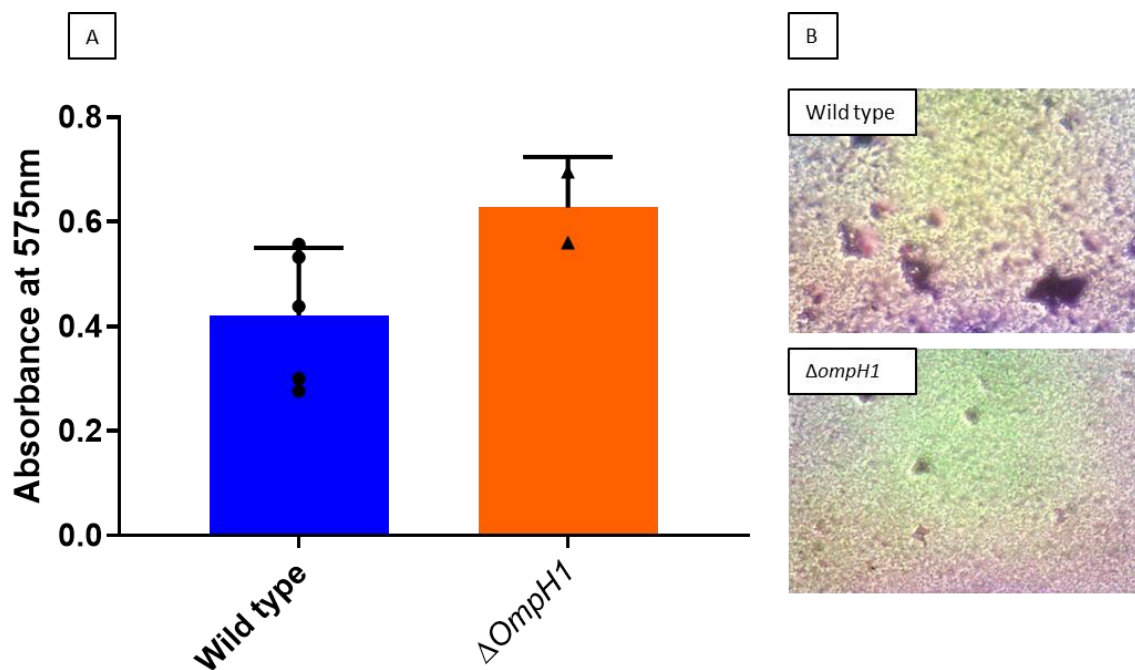 A
Absorbance at 575nm
0.8
0.6
0.4
0.2
0.0
Wild type
ΔOmpH1
B
Wild type
ΔompH1